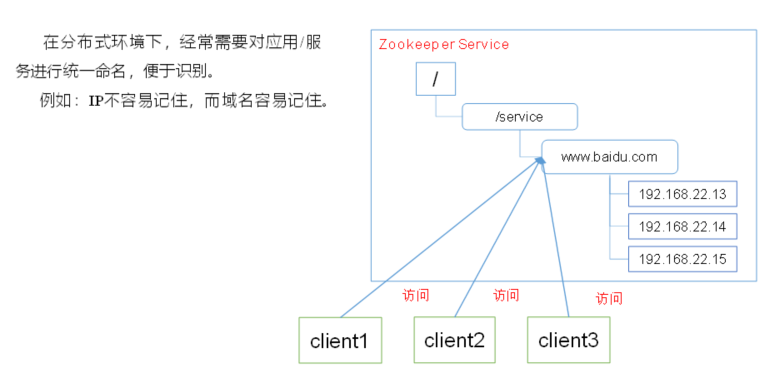 在分布式环境下，经常需要对应用/服
务进行统一命名，便于识别。
例如：IP不容易记住，而域名容易记住。
Zookeeper Service
/
/service
www.baidu.com
192.168.22.13
192.168.22.14
192.168.22.15
访问
访问
访问
client1
client2
client3